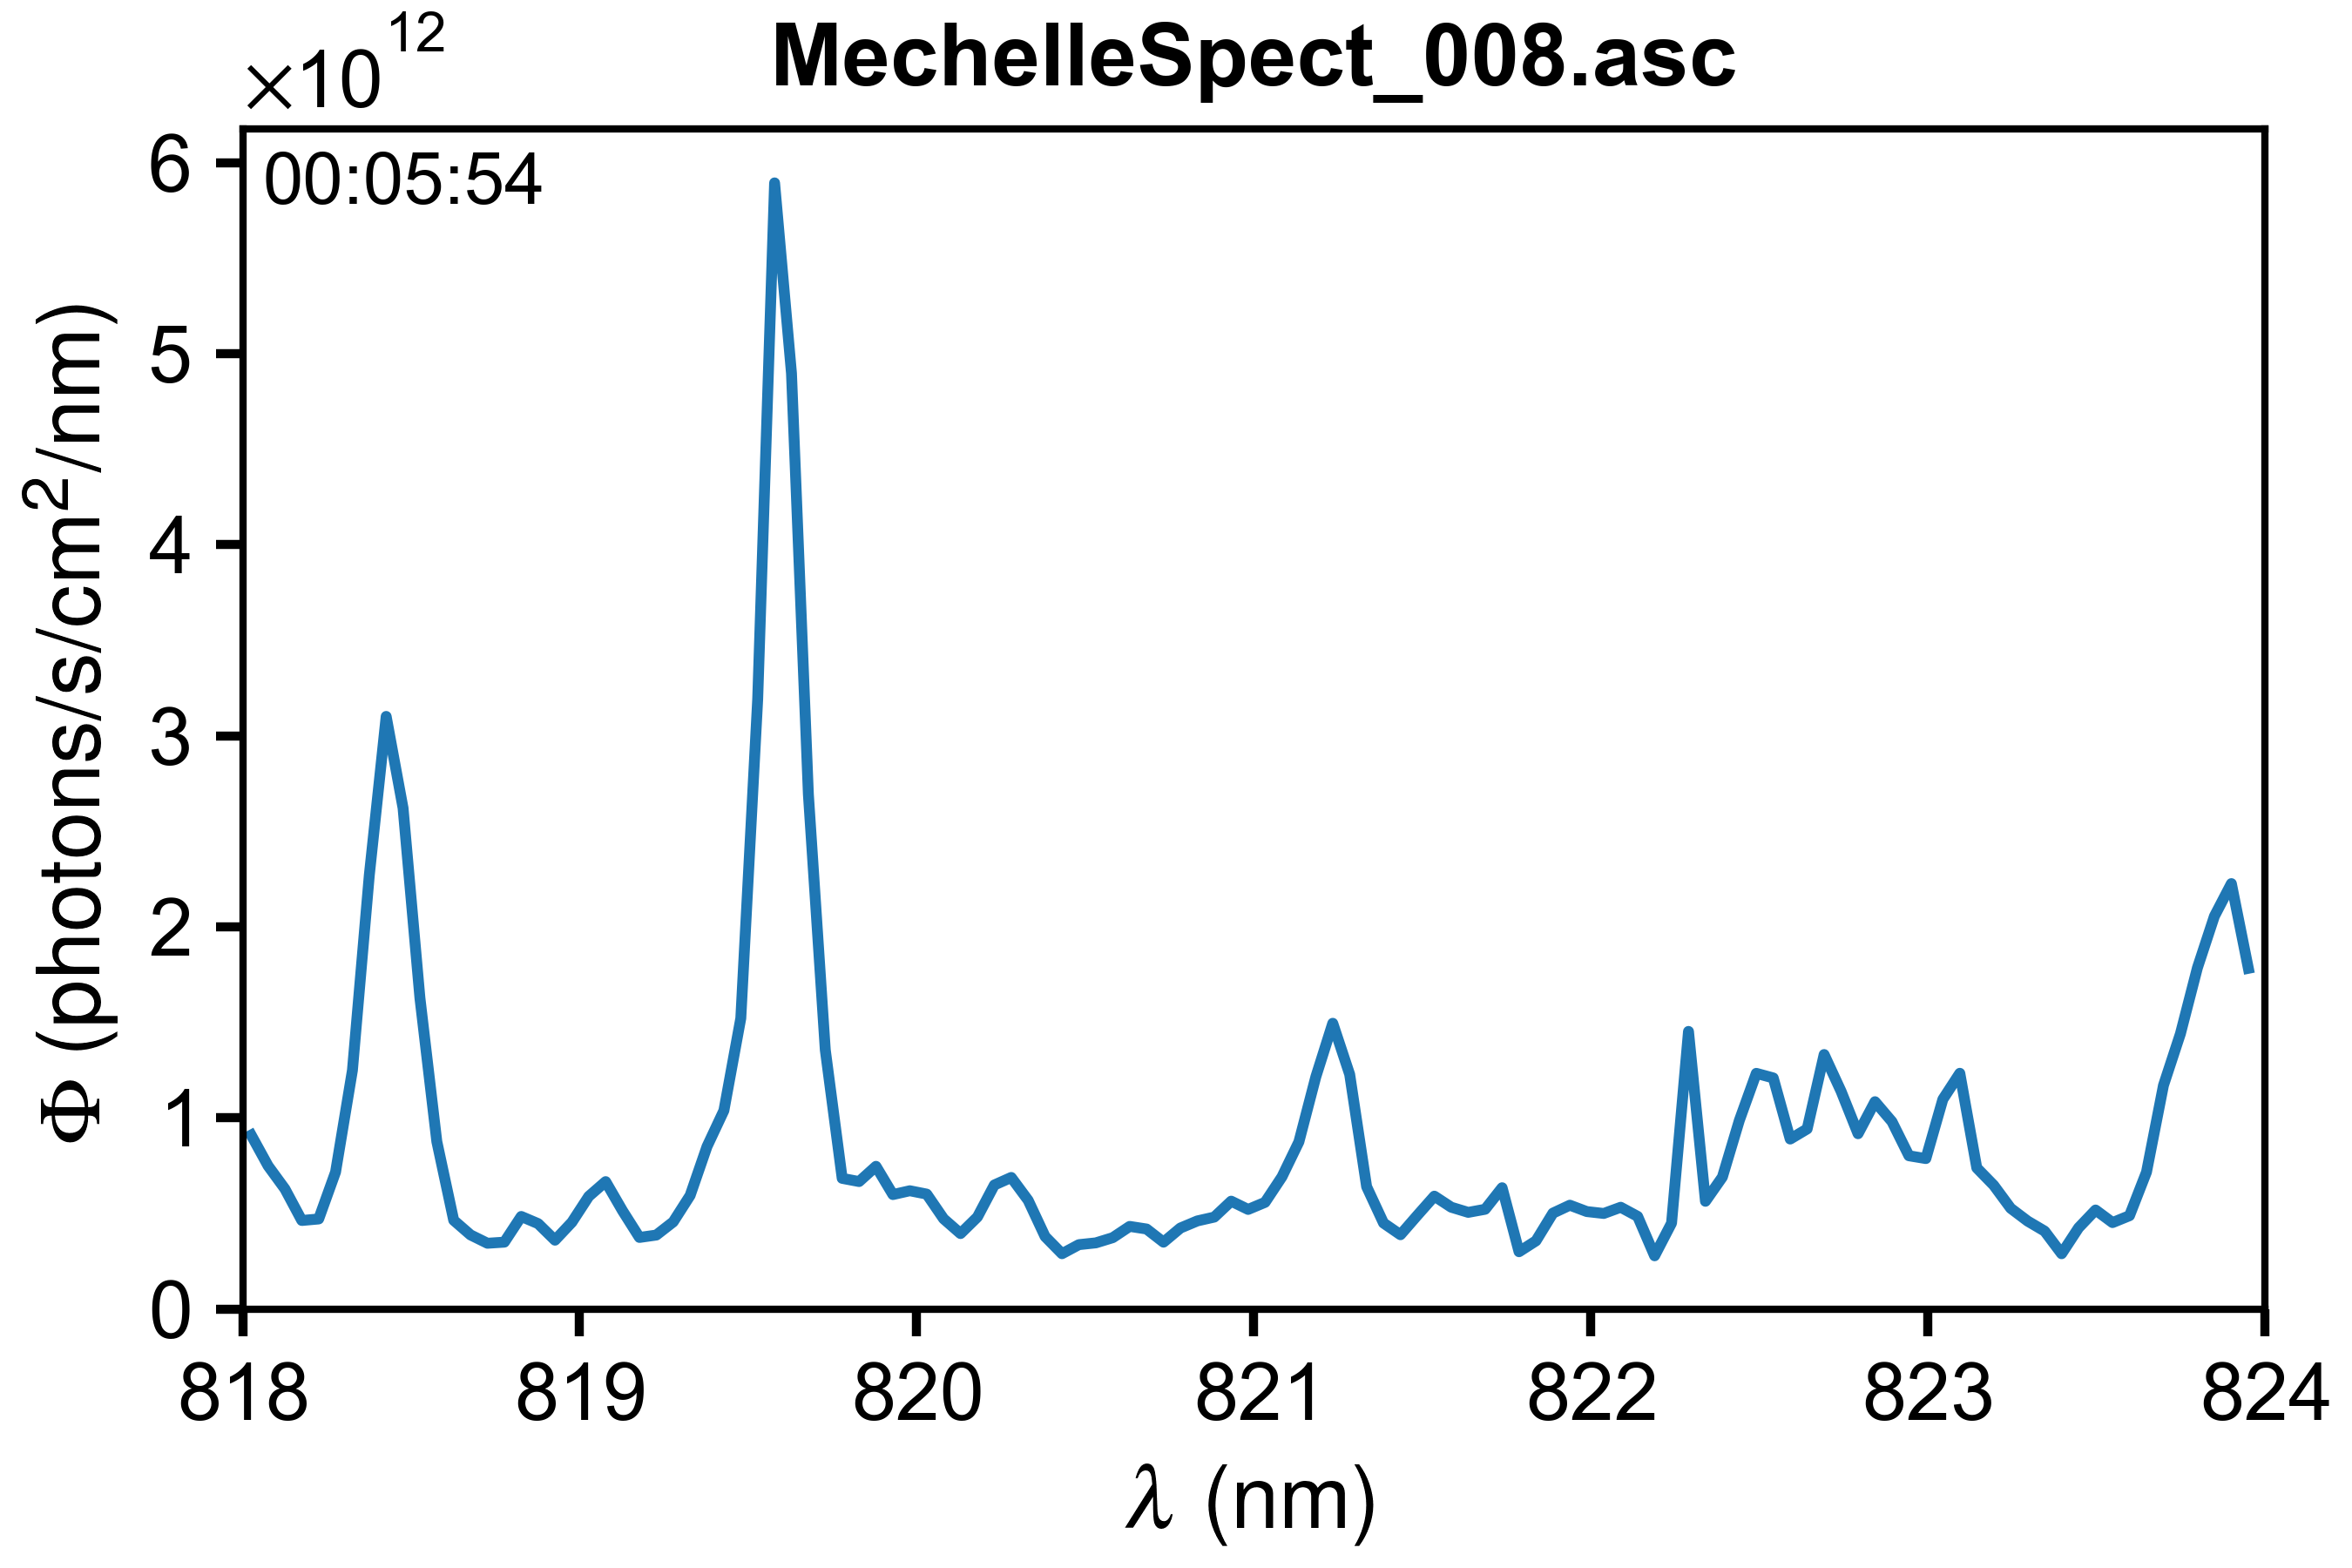 ×10¹²
MechelleSpect_008.asc
00:05:54
Φ (photons/s/cm²/nm)
6
5
4
3
2
1
0
818 819 820 821 822 823 824
λ (nm)